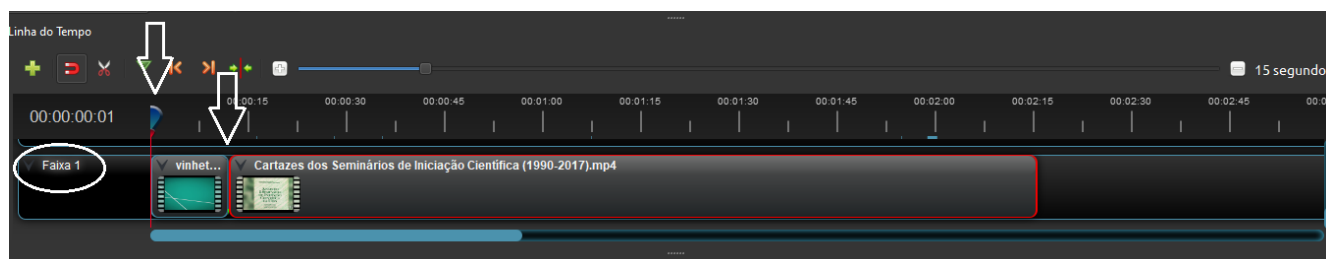 Linha do Tempo
15 segundo
00:00:00:01
00:00:15 00:00:30 00:00:45 00:01:00 00:01:15 00:01:30 00:01:45 00:02:00 00:02:15 00:02:30 00:02:45 00:0
Faixa 1 vinhet... Cartazes dos Seminários de Iniciação Científica (1990-2017).mp4